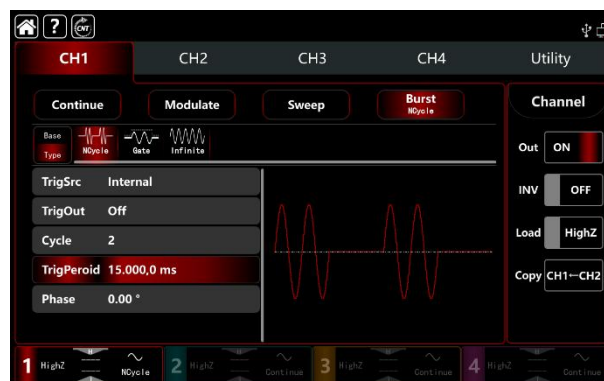 ? CNT
CH1 CH2 CH3 CH4 Utility
Continue Modulate Sweep Burst NCycle Channel
Base Type NCycle Gate Infinite
Out ON
TrigSrc Internal
INV OFF
TrigOut Off
Cycle 2
Load HighZ
TrigPeroid 15.000,0 ms
Copy CH1←CH2
Phase 0.00 °
1 HighZ NCycle 2 HighZ Continue 3 HighZ Continue 4 HighZ Continue